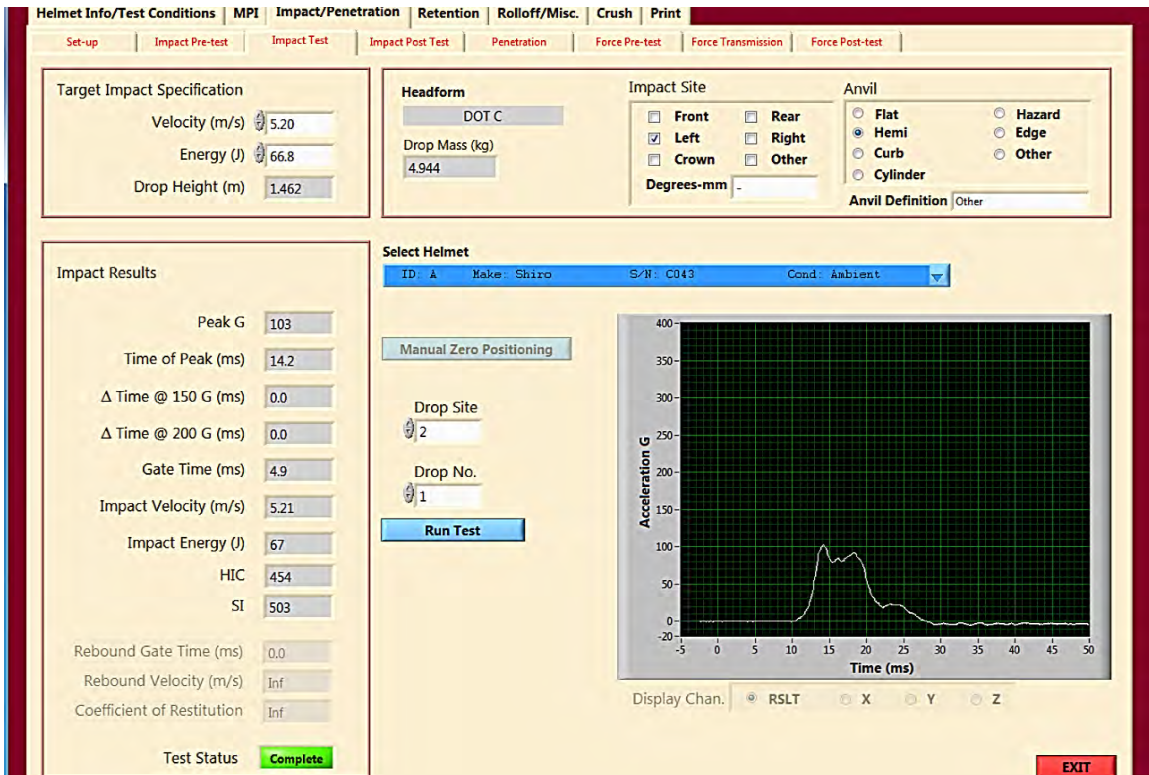 Helmet Info/Test Conditions MPI Impact/Penetration Retention Rolloff/Misc. Crush Print
Set-up Impact Pre-test Impact Test Impact Post Test Penetration Force Pre-test Force Transmission Force Post-test
Target Impact Specification
Velocity (m/s) 5.20
Energy (J) 66.8
Drop Height (m) 1.462
Headform
DOT C
Drop Mass (kg)
4.944
Impact Site
Front Rear
Left Right
Crown Other
Degrees-mm -
Anvil
Flat Hazard
Hemi Edge
Curb Other
Cylinder
Anvil Definition Other
Impact Results
Peak G 103
Time of Peak (ms) 14.2
Δ Time @ 150 G (ms) 0.0
Δ Time @ 200 G (ms) 0.0
Gate Time (ms) 4.9
Impact Velocity (m/s) 5.21
Impact Energy (J) 67
HIC 454
SI 503
Rebound Gate Time (ms) 0.0
Rebound Velocity (m/s) Inf
Coefficient of Restitution Inf
Test Status Complete
Select Helmet
ID: A Make: Shiro S/N: C043 Cond: Ambient
Manual Zero Positioning
Drop Site
2
Drop No.
1
Run Test
Acceleration G
400
350
300
250
200
150
100
50
0
-20
-5 0 5 10 15 20 25 30 35 40 45 50
Time (ms)
Display Chan. RSLT X Y Z
EXIT